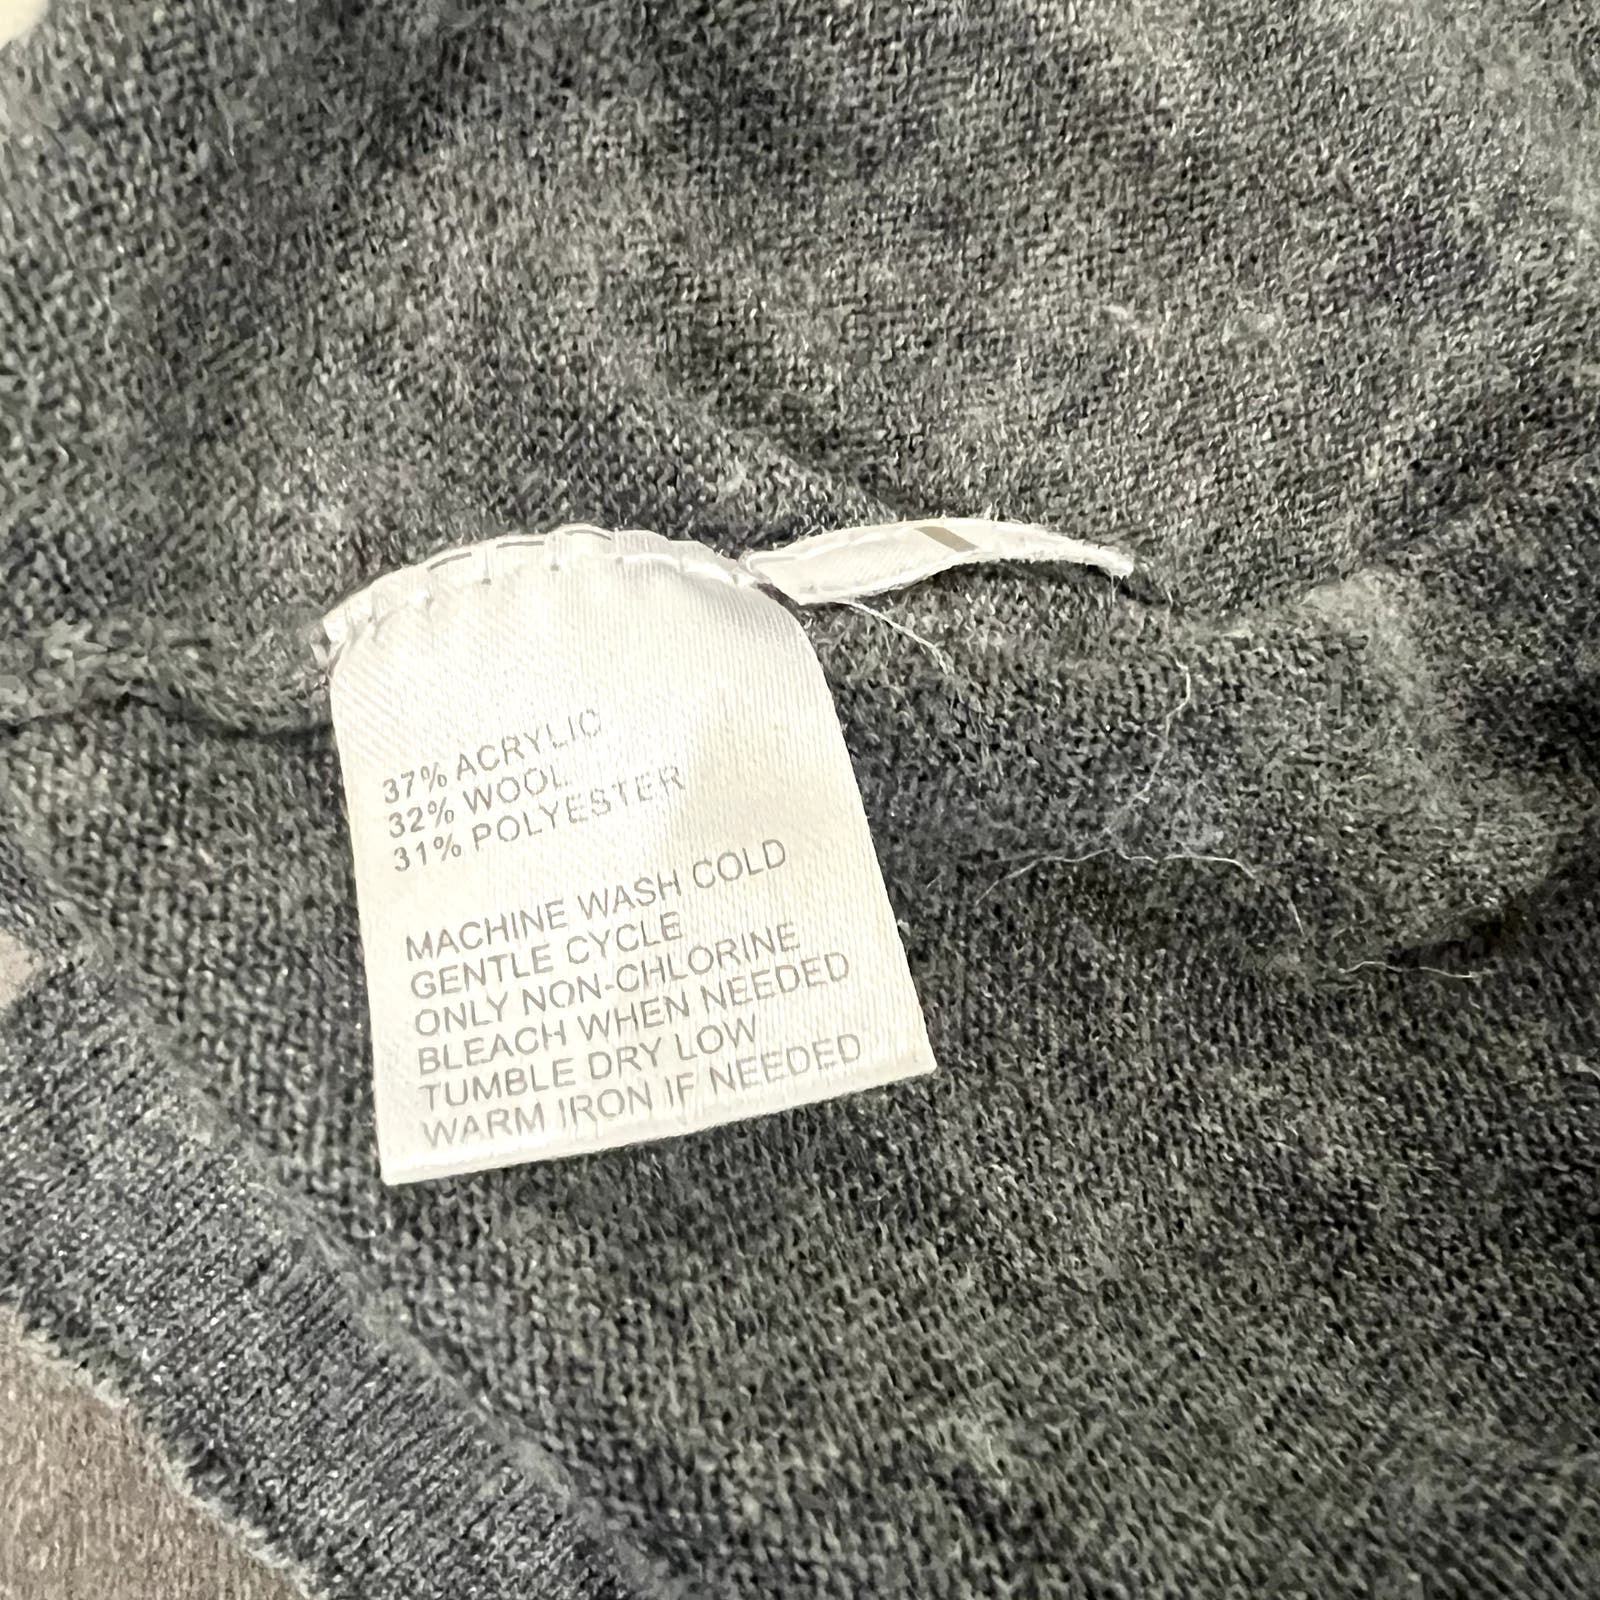 37% ACRYLIC
32% WOOL
31% POLYESTER
MACHINE WASH COLD
GENTLE CYCLE
ONLY NON-CHLORINE
BLEACH WHEN NEEDED
TUMBLE DRY LOW
WARM IRON IF NEEDED